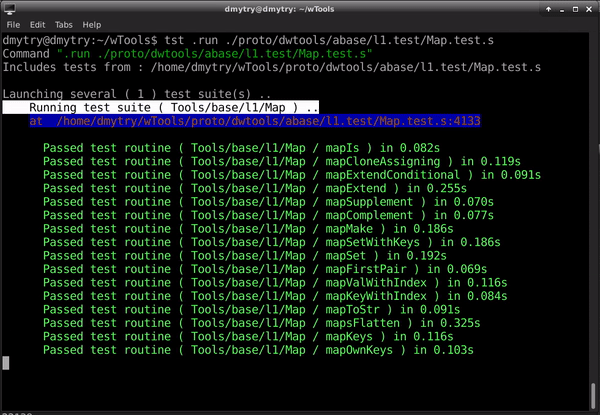 dmytry@dmytry: ~/wTools
File Edit Tabs Help
dmytry@dmytry:~/wTools$ tst .run ./proto/dwtools/abase/l1.test/Map.test.s
Command ".run ./proto/dwtools/abase/l1.test/Map.test.s"
Includes tests from : /home/dmytry/wTools/proto/dwtools/abase/l1.test/Map.test.s
Launching several ( 1 ) test suite(s) ..
Running test suite ( Tools/base/l1/Map ) ..
at /home/dmytry/wTools/proto/dwtools/abase/l1.test/Map.test.s:4133
Passed test routine ( Tools/base/l1/Map / mapIs ) in 0.082s
Passed test routine ( Tools/base/l1/Map / mapCloneAssigning ) in 0.119s
Passed test routine ( Tools/base/l1/Map / mapExtendConditional ) in 0.091s
Passed test routine ( Tools/base/l1/Map / mapExtend ) in 0.255s
Passed test routine ( Tools/base/l1/Map / mapSupplement ) in 0.070s
Passed test routine ( Tools/base/l1/Map / mapComplement ) in 0.077s
Passed test routine ( Tools/base/l1/Map / mapMake ) in 0.186s
Passed test routine ( Tools/base/l1/Map / mapSetWithKeys ) in 0.186s
Passed test routine ( Tools/base/l1/Map / mapSet ) in 0.192s
Passed test routine ( Tools/base/l1/Map / mapFirstPair ) in 0.069s
Passed test routine ( Tools/base/l1/Map / mapValWithIndex ) in 0.116s
Passed test routine ( Tools/base/l1/Map / mapKeyWithIndex ) in 0.084s
Passed test routine ( Tools/base/l1/Map / mapToStr ) in 0.091s
Passed test routine ( Tools/base/l1/Map / mapsFlatten ) in 0.325s
Passed test routine ( Tools/base/l1/Map / mapKeys ) in 0.116s
Passed test routine ( Tools/base/l1/Map / mapOwnKeys ) in 0.103s